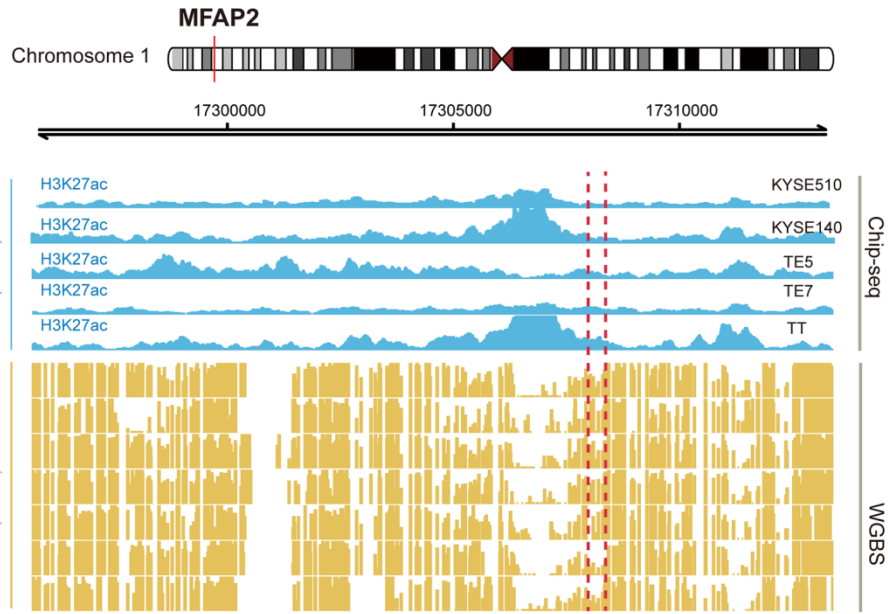 MFAP2
Chromosome 1
17300000 17305000 17310000
H3K27ac KYSE510
H3K27ac KYSE140
H3K27ac TE5
H3K27ac TE7
H3K27ac TT
Chip-seq
WGBS